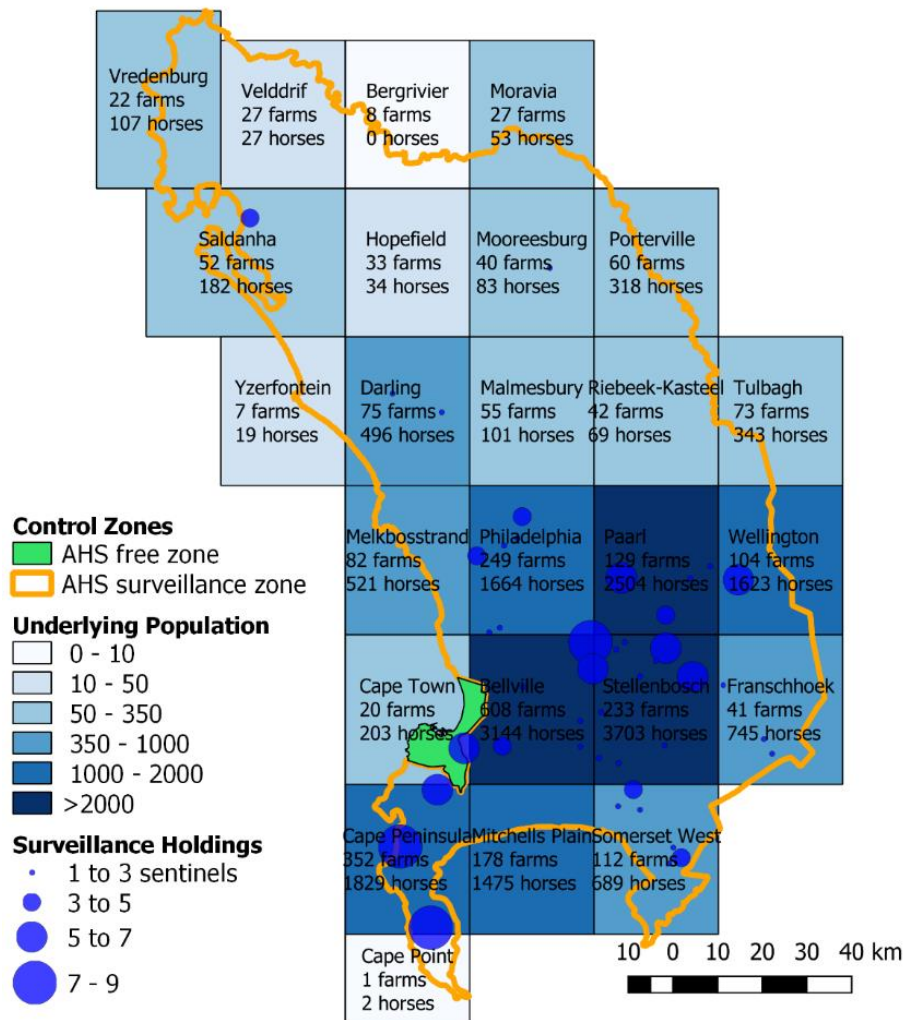 Vredenburg
22 farms
107 horses
Velddrif
27 farms
27 horses
Bergrivier
8 farms
0 horses
Moravia
27 farms
53 horses
Saldanha
52 farms
182 horses
Hopefield
33 farms
34 horses
Mooreesburg
40 farms
83 horses
Porterville
60 farms
318 horses
Yzerfontein
7 farms
19 horses
Darling
75 farms
496 horses
Malmesbury
55 farms
101 horses
Riebeek-Kasteel
42 farms
69 horses
Tulbagh
73 farms
343 horses
Melkbosstrand
82 farms
521 horses
Philadelphia
249 farms
1664 horses
Paarl
129 farms
2504 horses
Wellington
104 farms
1623 horses
Cape Town
20 farms
203 horses
Bellville
608 farms
3144 horses
Stellenbosch
233 farms
3703 horses
Franschhoek
41 farms
745 horses
Cape Peninsula
352 farms
1829 horses
Mitchells Plain
178 farms
1475 horses
Somerset West
112 farms
689 horses
Cape Point
1 farms
2 horses
Control Zones
AHS free zone
AHS surveillance zone
Underlying Population
0 - 10
10 - 50
50 - 350
350 - 1000
1000 - 2000
>2000
Surveillance Holdings
1 to 3 sentinels
3 to 5
5 to 7
7 - 9
10 0 10 20 30 40 km